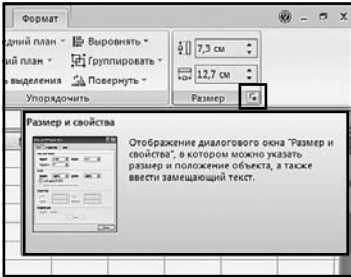 Формат
дний план
Выровнять
ий план
Группировать
ь выделения
Повернуть
Упорядочить
7,3 см
12,7 см
Размер
Размер и свойства
Отображение диалогового окна "Размер и
свойства", в котором можно указать
размер и положение объекта, а также
ввести замещающий текст.